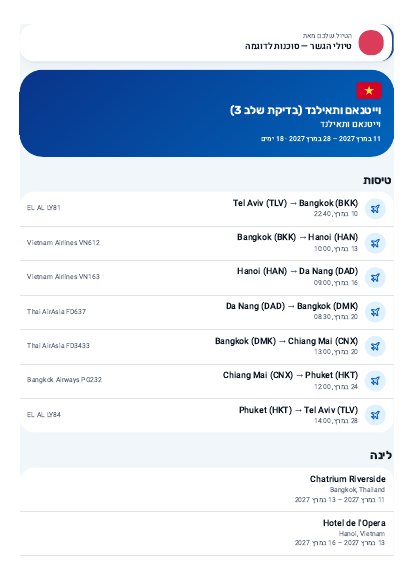 הטיול שלכם מאת
טיולי הגשר — סוכנות לדוגמה
וייטנאם ותאילנד (בדיקת שלב 3)
וייטנאם ותאילנד
11 במרץ 2027 – 28 במרץ 2027 · 18 ימים
טיסות
Tel Aviv (TLV) → Bangkok (BKK)
10 במרץ, 22:40
EL AL LY81
Bangkok (BKK) → Hanoi (HAN)
13 במרץ, 10:00
Vietnam Airlines VN612
Hanoi (HAN) → Da Nang (DAD)
16 במרץ, 09:00
Vietnam Airlines VN163
Da Nang (DAD) → Bangkok (DMK)
20 במרץ, 08:30
Thai AirAsia FD637
Bangkok (DMK) → Chiang Mai (CNX)
20 במרץ, 13:00
Thai AirAsia FD3433
Chiang Mai (CNX) → Phuket (HKT)
24 במרץ, 12:00
Bangkok Airways PG232
Phuket (HKT) → Tel Aviv (TLV)
28 במרץ, 14:00
EL AL LY84
לינה
Chatrium Riverside
Bangkok, Thailand
11 במרץ 2027 – 13 במרץ 2027
Hotel de l'Opera
Hanoi, Vietnam
13 במרץ 2027 – 16 במרץ 2027